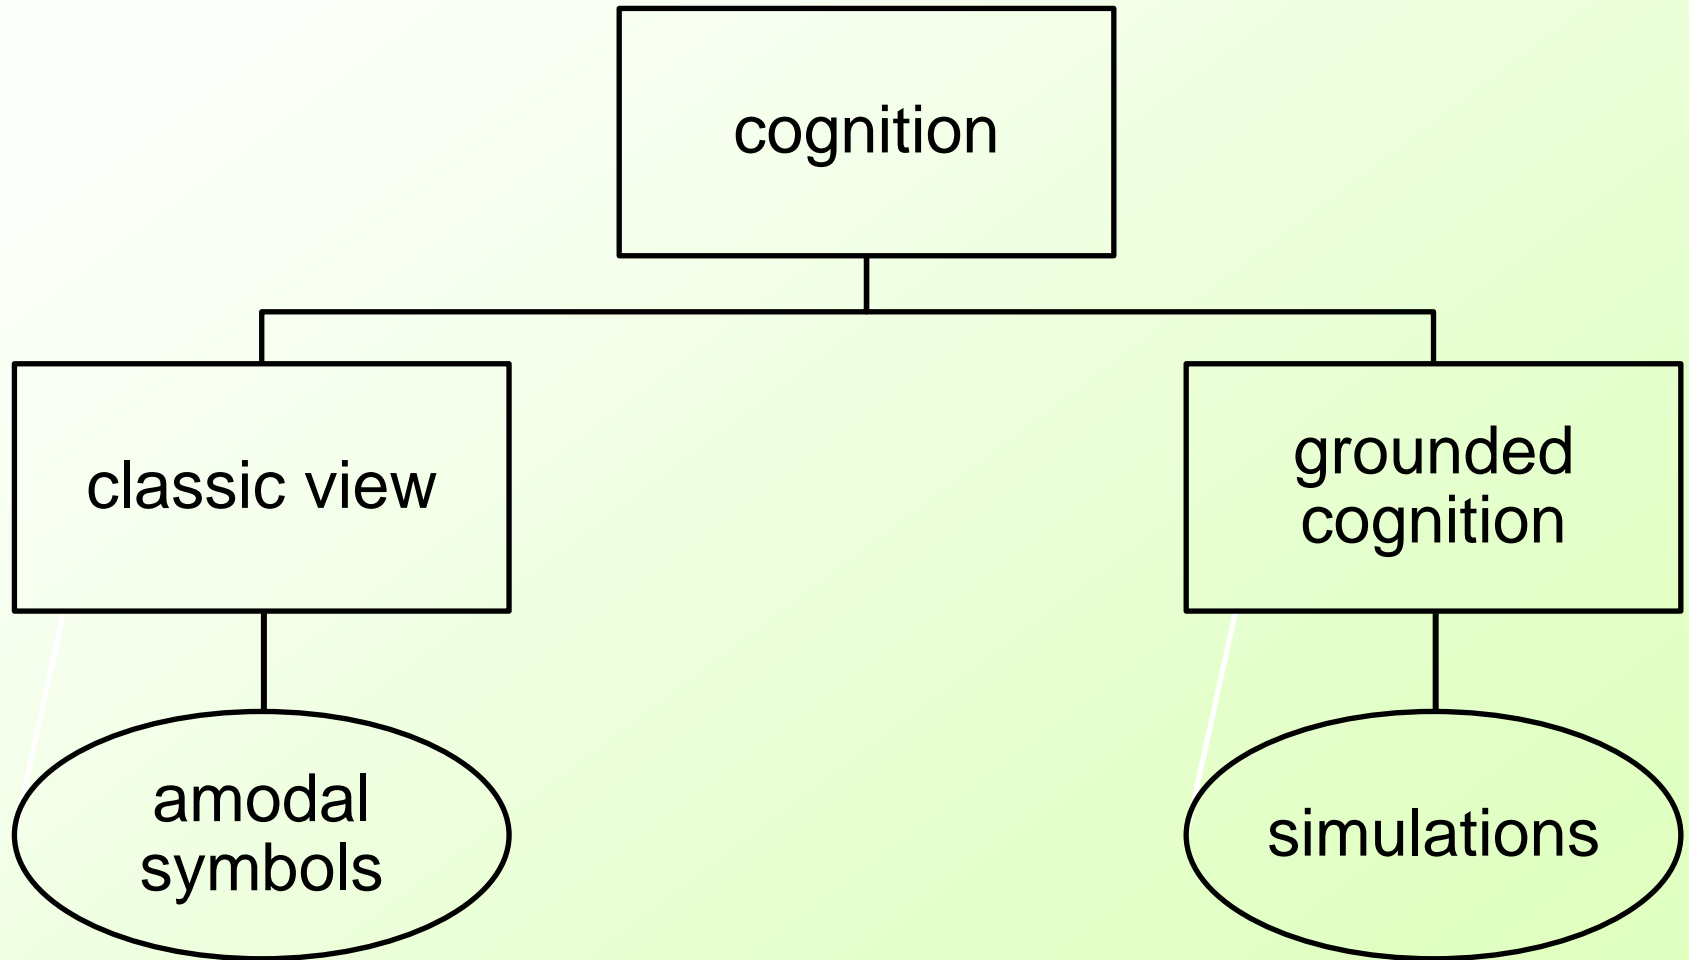 cognition
classic view
grounded
cognition
amodal
symbols
simulations